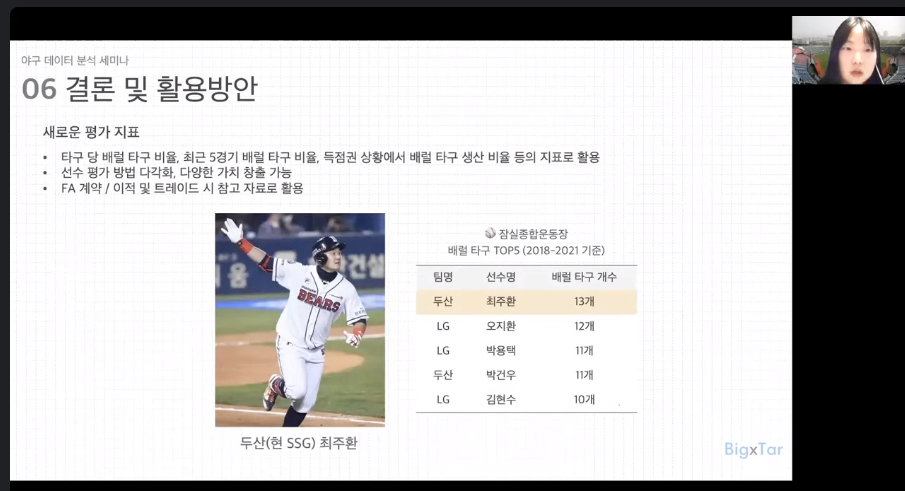 야구 데이터 분석 세미나
06 결론 및 활용방안
새로운 평가 지표
• 타구 당 배럴 타구 비율, 최근 5경기 배럴 타구 비율, 득점권 상황에서 배럴 타구 생산 비율 등의 지표로 활용
• 선수 평가 방법 다각화, 다양한 가치 창출 가능
• FA 계약 / 이적 및 트레이드 시 참고 자료로 활용
BEARS
두산(현 SSG) 최주환
⚾ 잠실종합운동장
배럴 타구 TOP5 (2018-2021 기준)
팀명 선수명 배럴 타구 개수
두산 최주환 13개
LG 오지환 12개
LG 박용택 11개
두산 박건우 11개
LG 김현수 10개
BigxTar